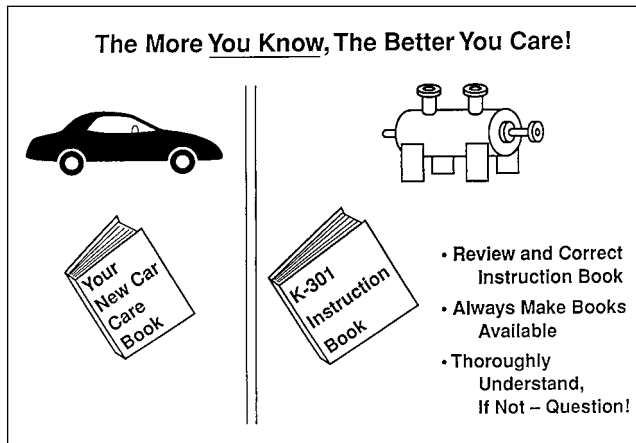 The More You Know, The Better You Care!
Your
New Car
Care
Book
K-301
Instruction
Book
• Review and Correct
Instruction Book
• Always Make Books
Available
• Thoroughly
Understand,
If Not – Question!